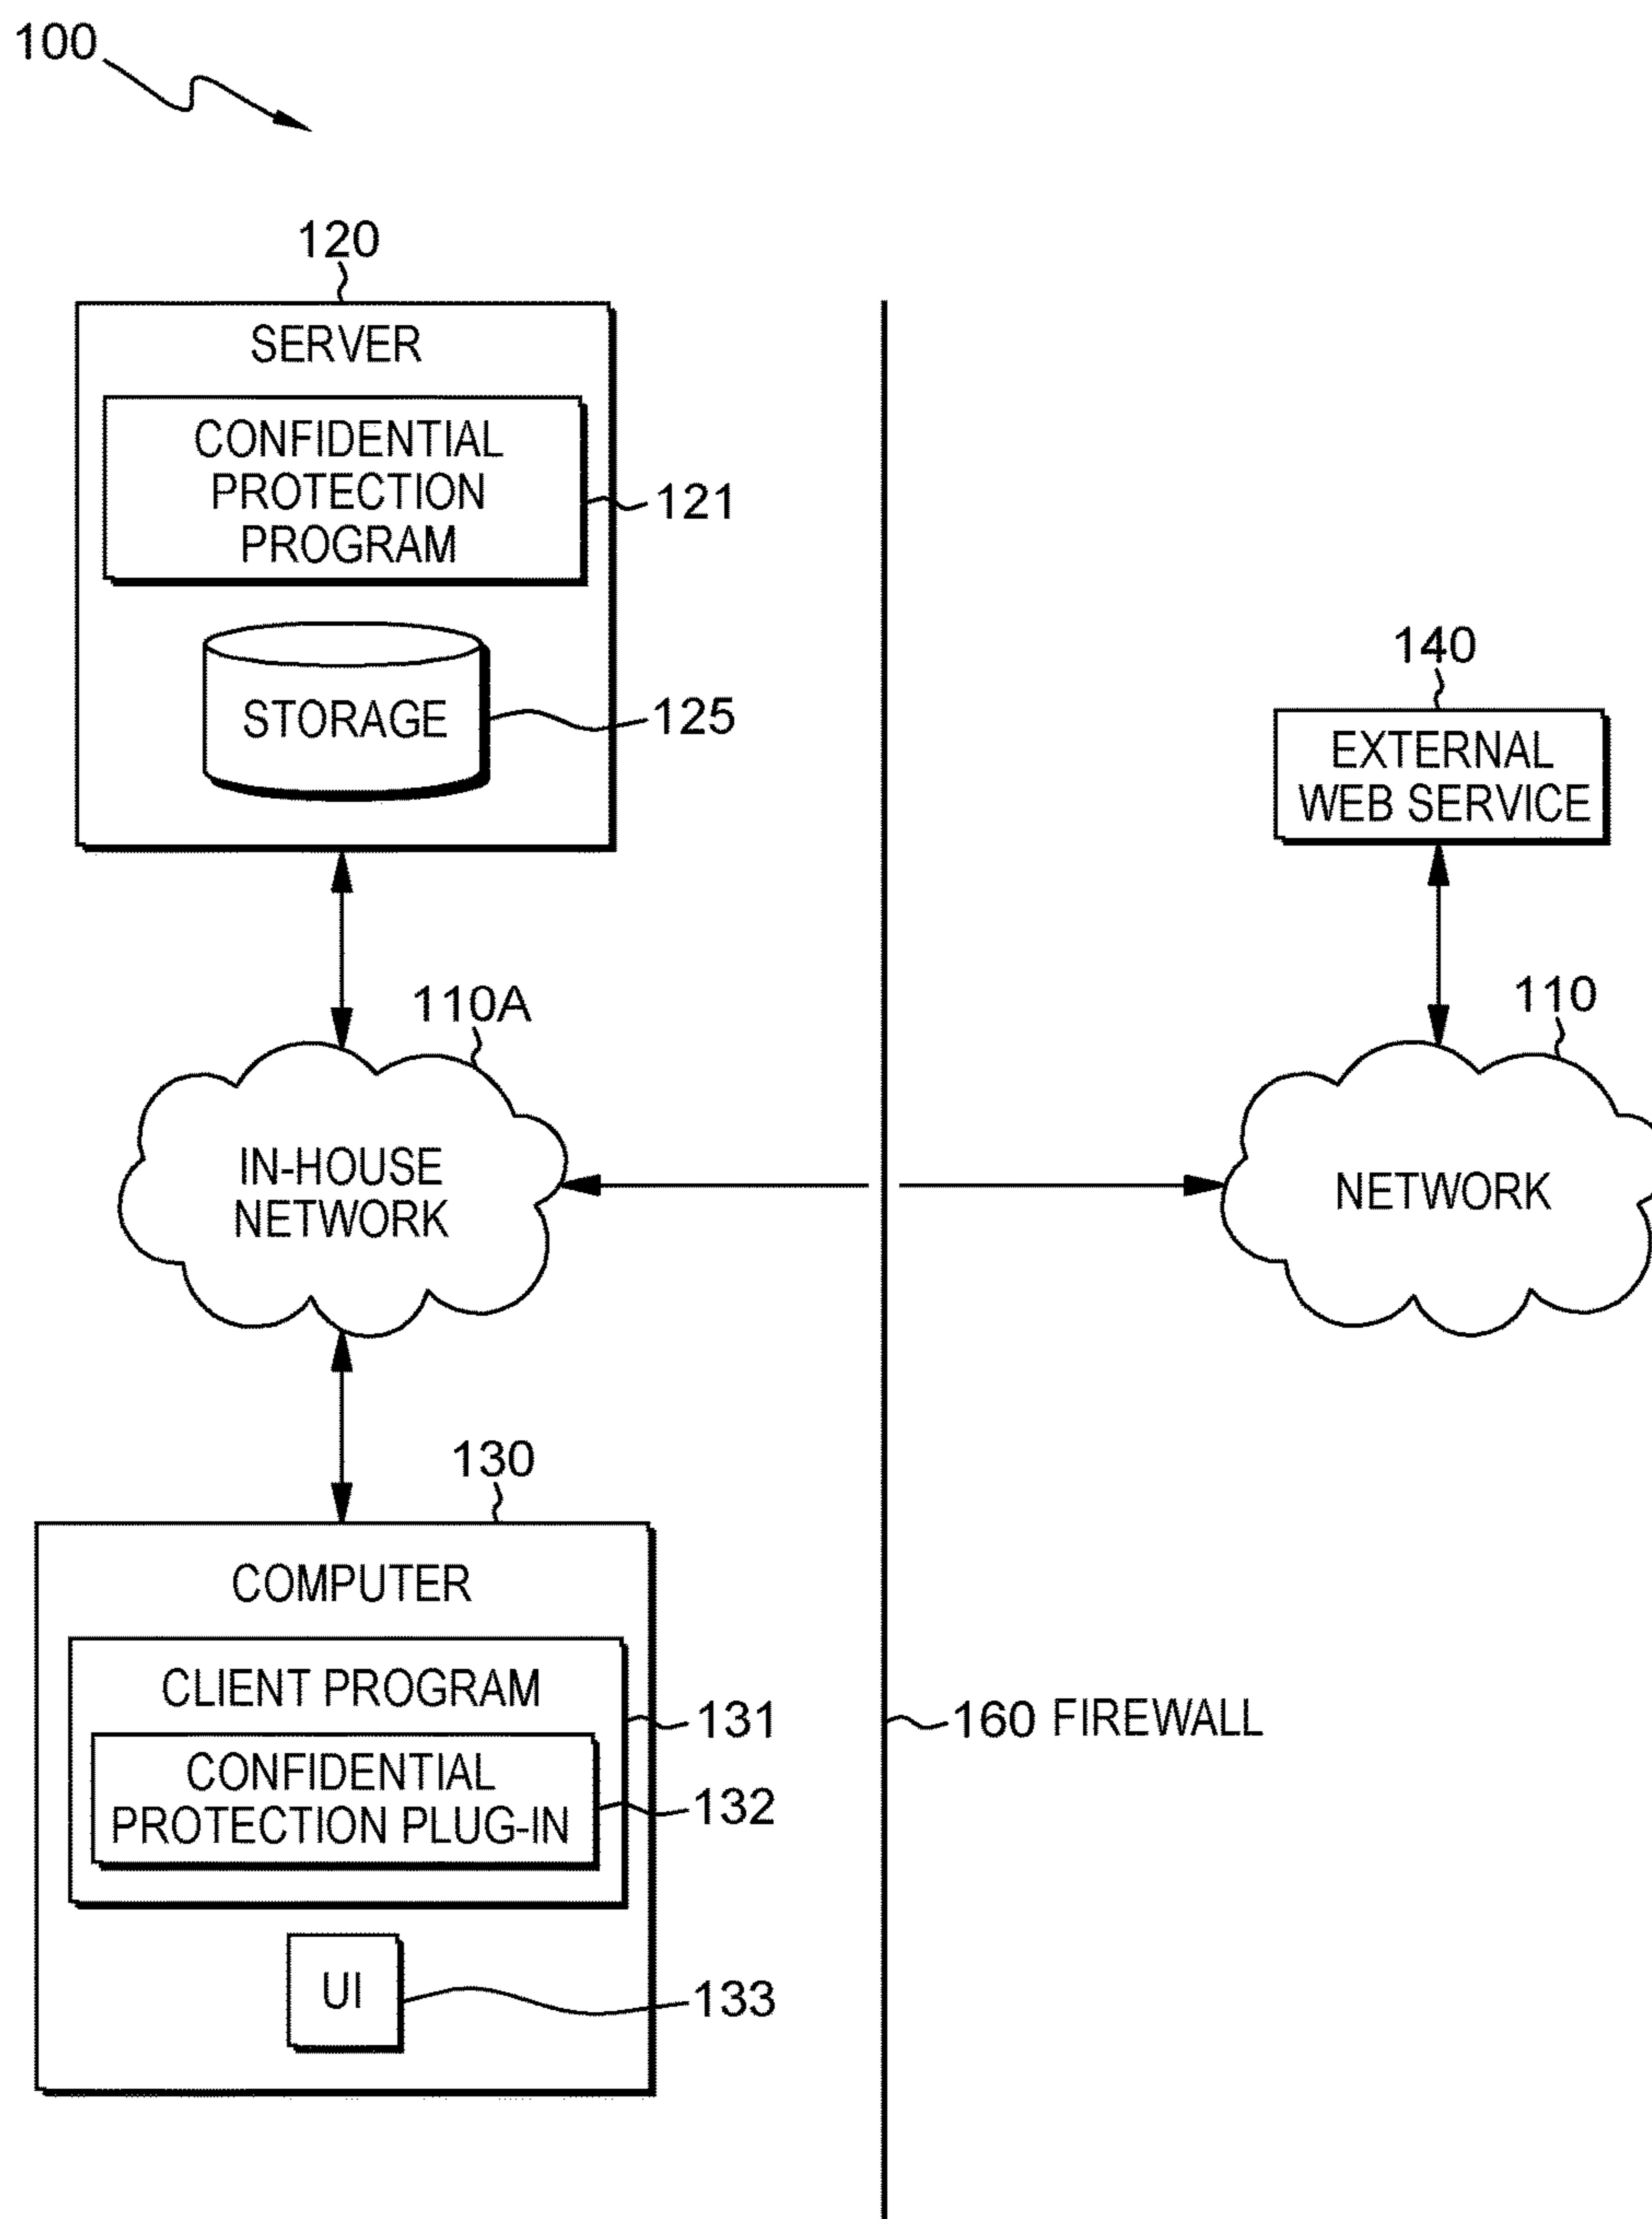 100
120
SERVER
CONFIDENTIAL
PROTECTION
PROGRAM
121
STORAGE
125
140
EXTERNAL
WEB SERVICE
110A
110
IN-HOUSE
NETWORK
NETWORK
130
COMPUTER
CLIENT PROGRAM
131
160 FIREWALL
CONFIDENTIAL
PROTECTION PLUG-IN
132
UI
133